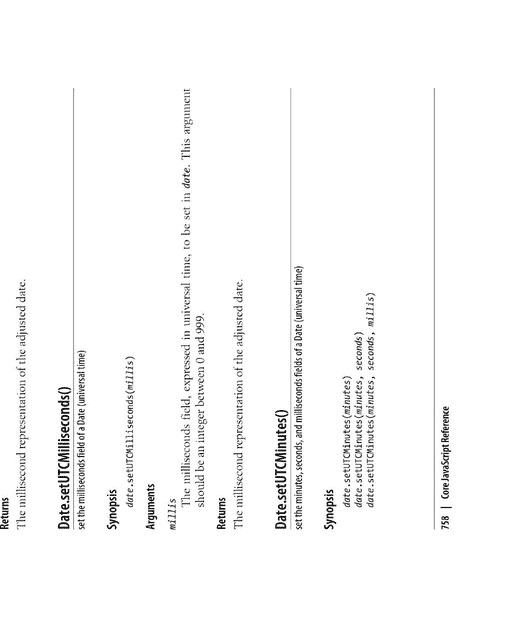 Returns
The millisecond representation of the adjusted date.
Date.setUTCMilliseconds()
set the milliseconds field of a Date (universal time)
Synopsis
date.setUTCMilliseconds(millis)
Arguments
millis
The milliseconds field, expressed in universal time, to be set in date. This argument
should be an integer between 0 and 999.
Returns
The millisecond representation of the adjusted date.
Date.setUTCMinutes()
set the minutes, seconds, and milliseconds fields of a Date (universal time)
Synopsis
date.setUTCMinutes(minutes)
date.setUTCMinutes(minutes, seconds)
date.setUTCMinutes(minutes, seconds, millis)
758 | Core JavaScript Reference